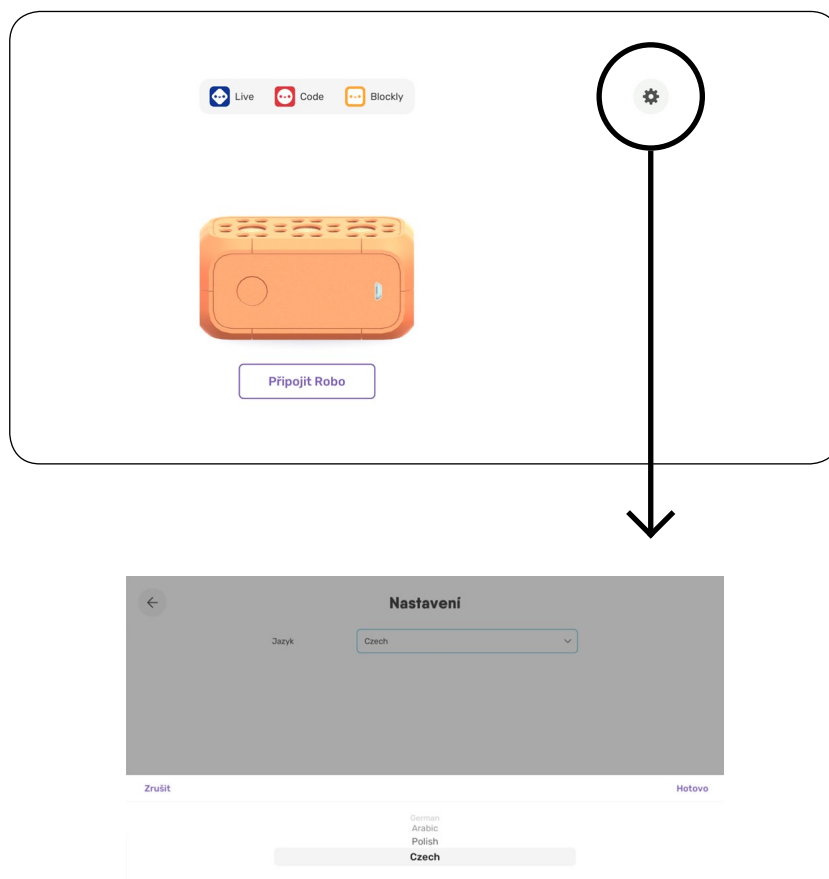 Live Code Blockly
Připojit Robo
Nastavení
Jazyk Czech
Zrušit Hotovo
German
Arabic
Polish
Czech